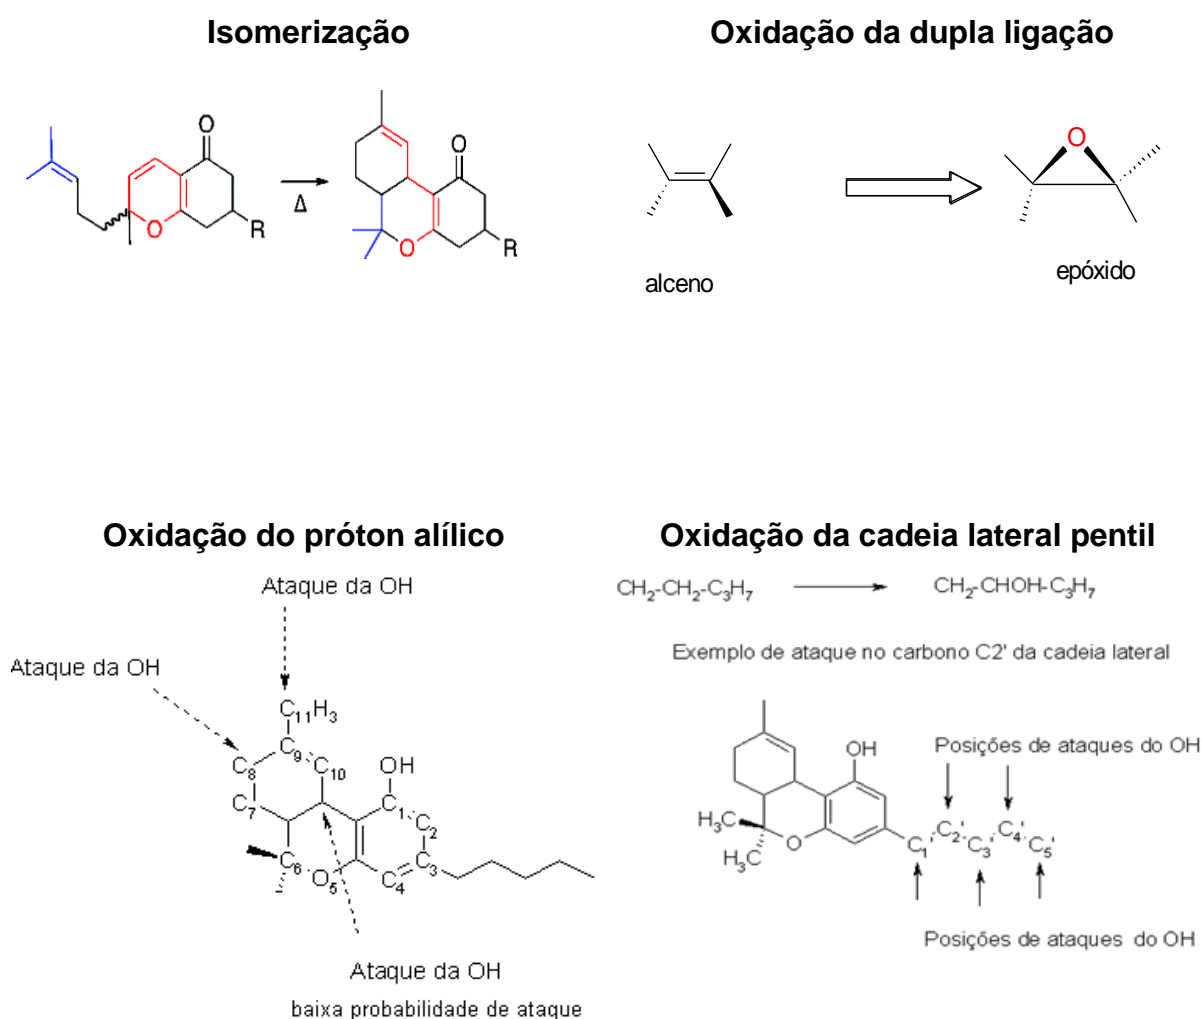 Isomerização
O
O
R
Δ
O
O
R
Oxidação da dupla ligação
alceno
O
epóxido
Oxidação do próton alílico
Ataque da OH
Ataque da OH
C₁₁H₃
C₉
C₈
C₁₀
OH
C₇
C₁
C₂
C₆
O₅
C₄
C₃
Ataque da OH
baixa probabilidade de ataque
Oxidação da cadeia lateral pentil
CH₂-CH₂-C₃H₇
CH₂-CHOH-C₃H₇
Exemplo de ataque no carbono C2' da cadeia lateral
OH
Posições de ataques do OH
H₃C
H₃C
O
C₁'
C₂'
C₃'
C₄'
C₅'
Posições de ataques do OH